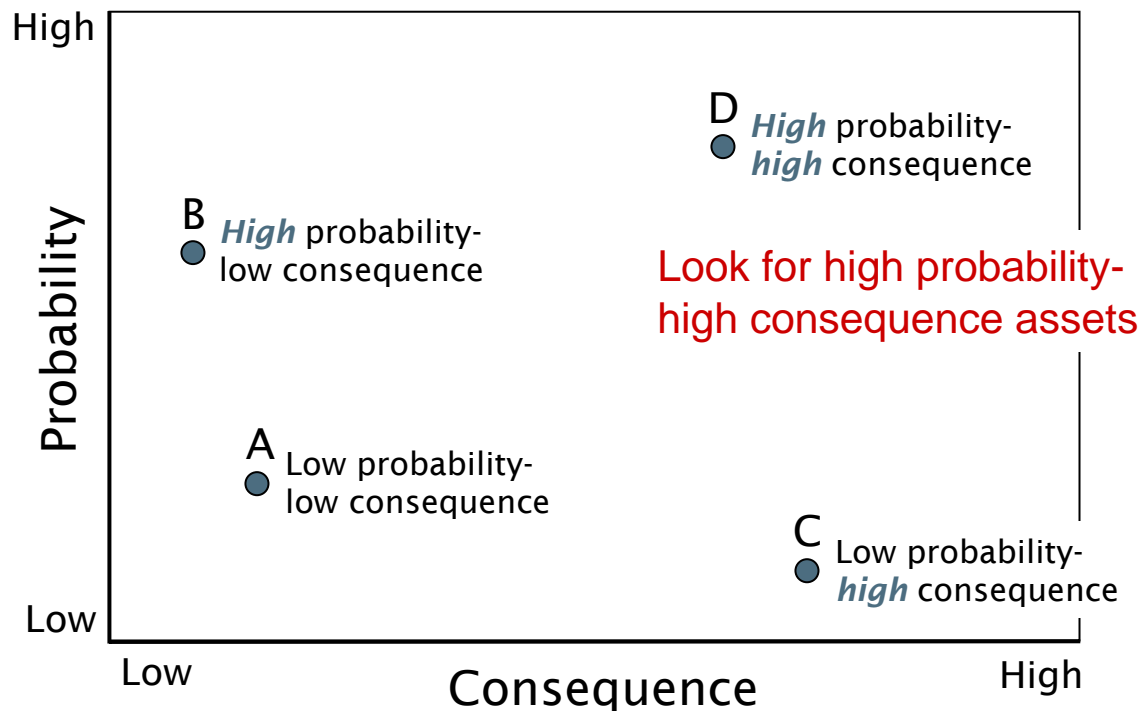 High
D
High probability-
high consequence
B
High probability-
low consequence
Look for high probability-
high consequence assets
Probability
A
Low probability-
low consequence
C
Low probability-
high consequence
Low
Low
Consequence
High